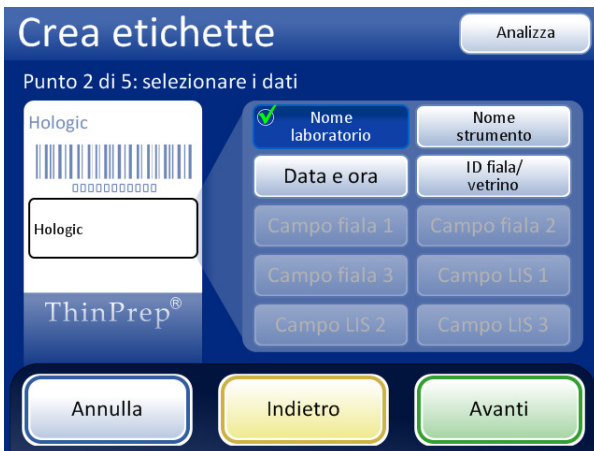 Crea etichette
Analizza
Punto 2 di 5: selezionare i dati
Hologic
00000000000
Hologic
ThinPrep®
Nome
laboratorio
Nome
strumento
Data e ora
ID fiala/
vetrino
Campo fiala 1
Campo fiala 2
Campo fiala 3
Campo LIS 1
Campo LIS 2
Campo LIS 3
Annulla
Indietro
Avanti